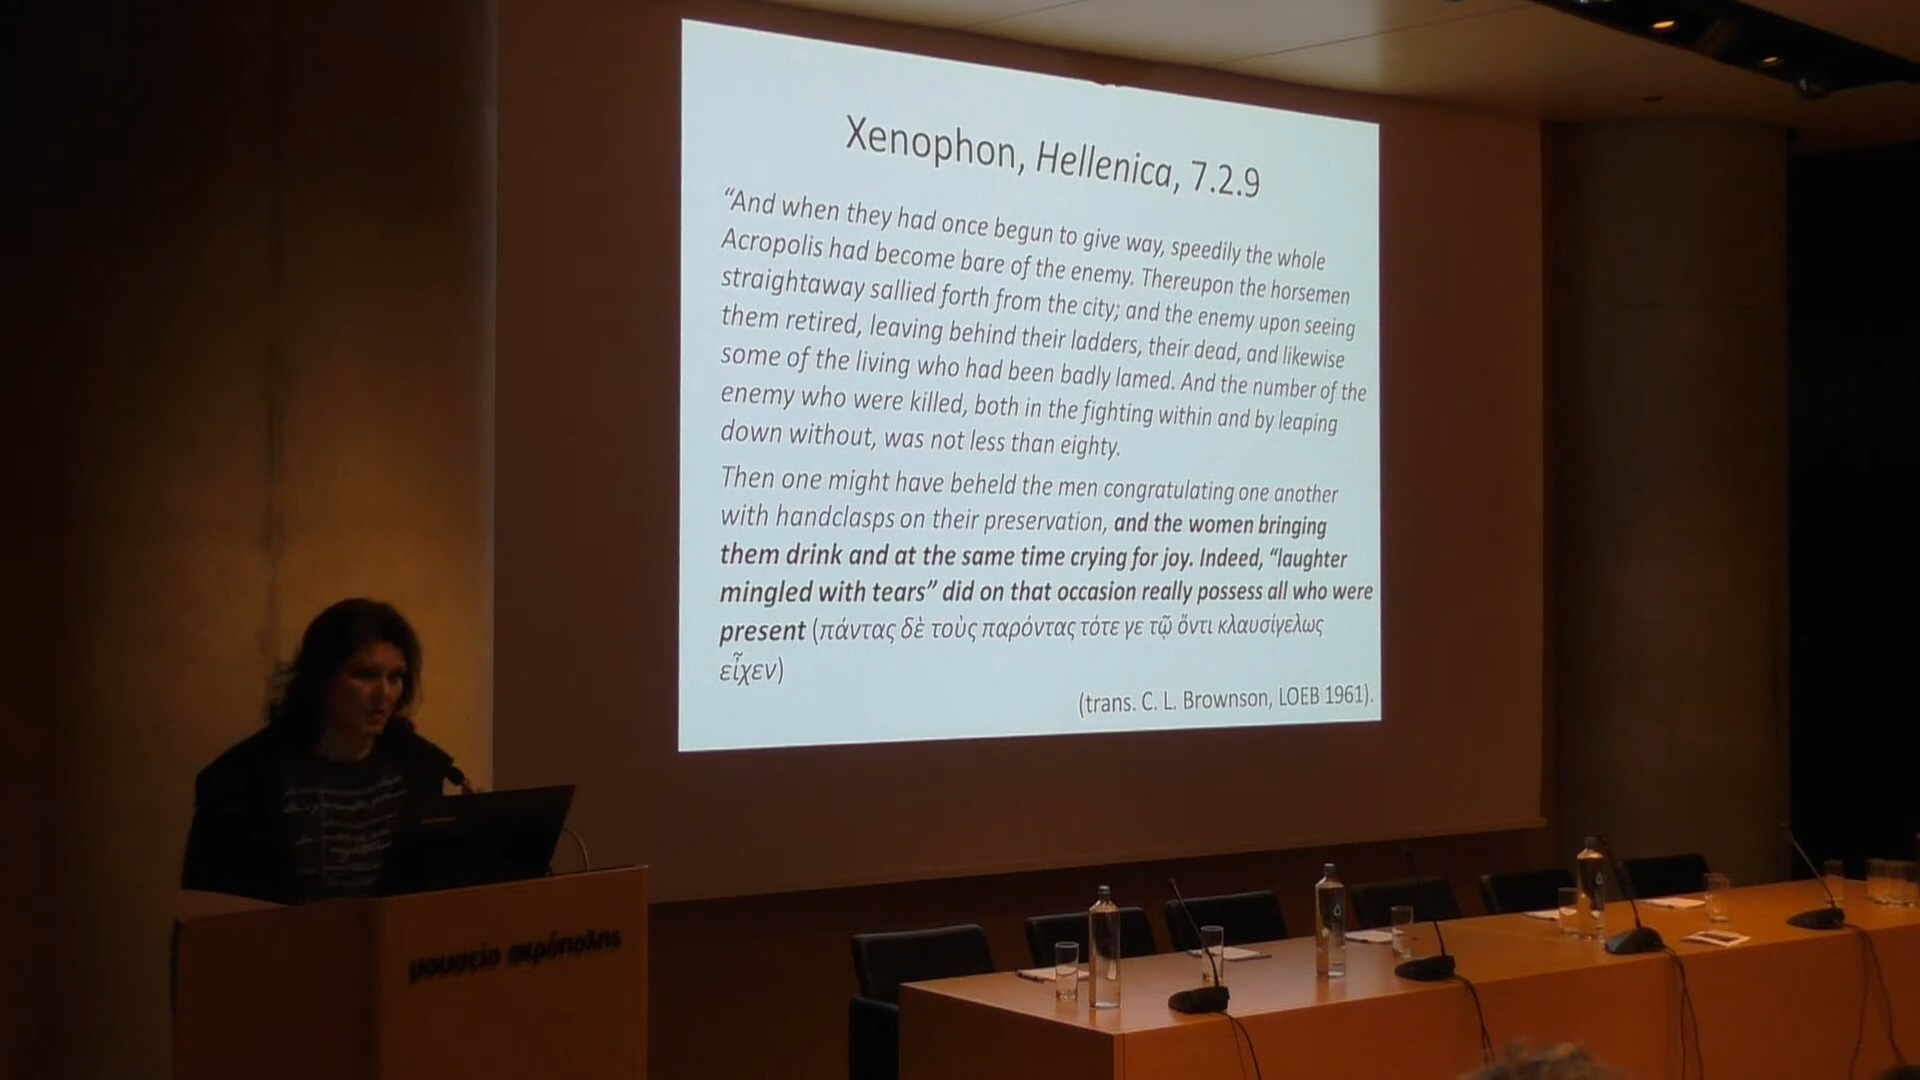 Xenophon, Hellenica, 7.2.9
“And when they had once begun to give way, speedily the whole
Acropolis had become bare of the enemy. Thereupon the horsemen
straightaway sallied forth from the city; and the enemy upon seeing
them retired, leaving behind their ladders, their dead, and likewise
some of the living who had been badly lamed. And the number of the
enemy who were killed, both in the fighting within and by leaping
down without, was not less than eighty.
Then one might have beheld the men congratulating one another
with handclasps on their preservation, and the women bringing
them drink and at the same time crying for joy. Indeed, “laughter
mingled with tears” did on that occasion really possess all who were
present (πάντας δὲ τοὺς παρόντας τότε γε τῷ ὄντι κλαυσίγελως
εἶχεν)
(trans. C. L. Brownson, LOEB 1961).
μουσείο ακρόπολης